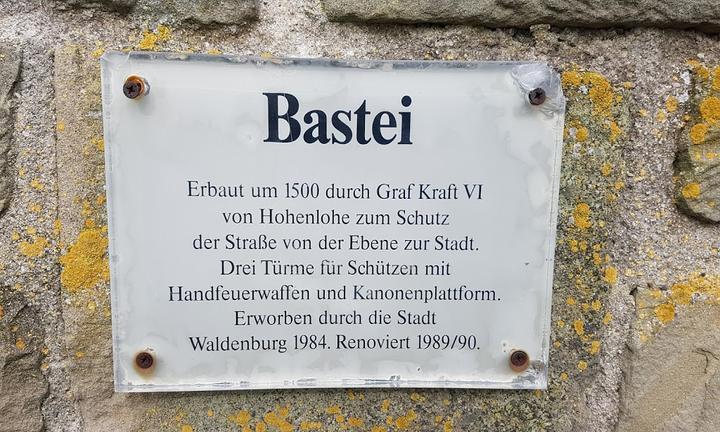 Bastei
Erbaut um 1500 durch Graf Kraft VI
von Hohenlohe zum Schutz
der Straße von der Ebene zur Stadt.
Drei Türme für Schützen mit
Handfeuerwaffen und Kanonenplattform.
Erworben durch die Stadt
Waldenburg 1984. Renoviert 1989/90.